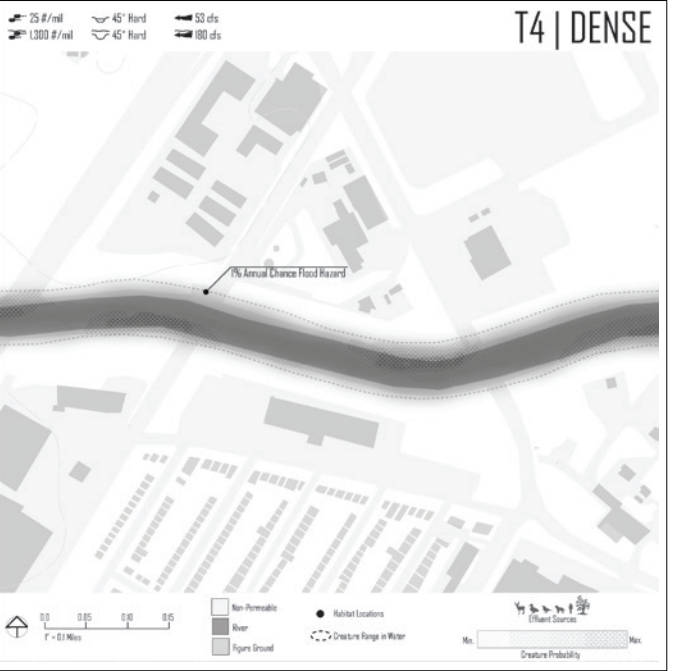 25 #/mil 45° Hard 53 cfs
1,300 #/mil 45° Hard 180 cfs
T4 | DENSE
1% Annual Chance Flood Hazard
0.0 0.05 0.10 0.15
1" = 0.1 Miles
Non-Permeable
River
Figure Ground
Habitat Locations
Creature Range in Water
Effluent Sources
Min. Max.
Creature Probability